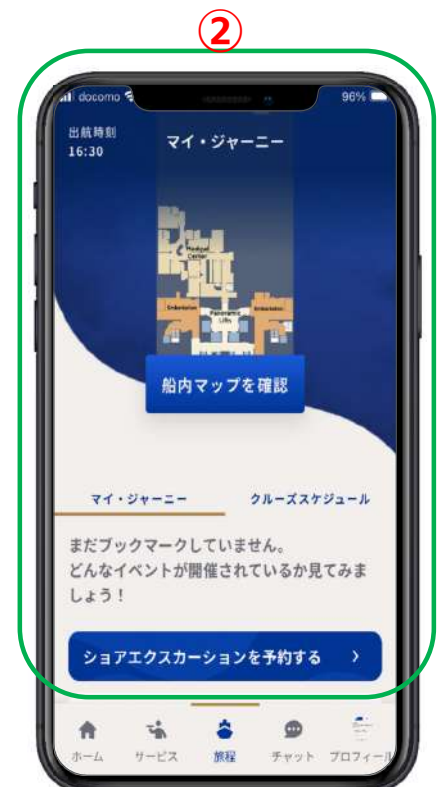 ②
docomo 96%
出航時刻
16:30
マイ・ジャーニー
Medical
Center
Embarkation
Panoramic
Lifts
Embarkation
船内マップを確認
マイ・ジャーニー
クルーズスケジュール
まだブックマークしていません。
どんなイベントが開催されているか見てみま
しょう！
ショアエクスカーションを予約する
ホーム サービス 旅程 チャット プロフィール